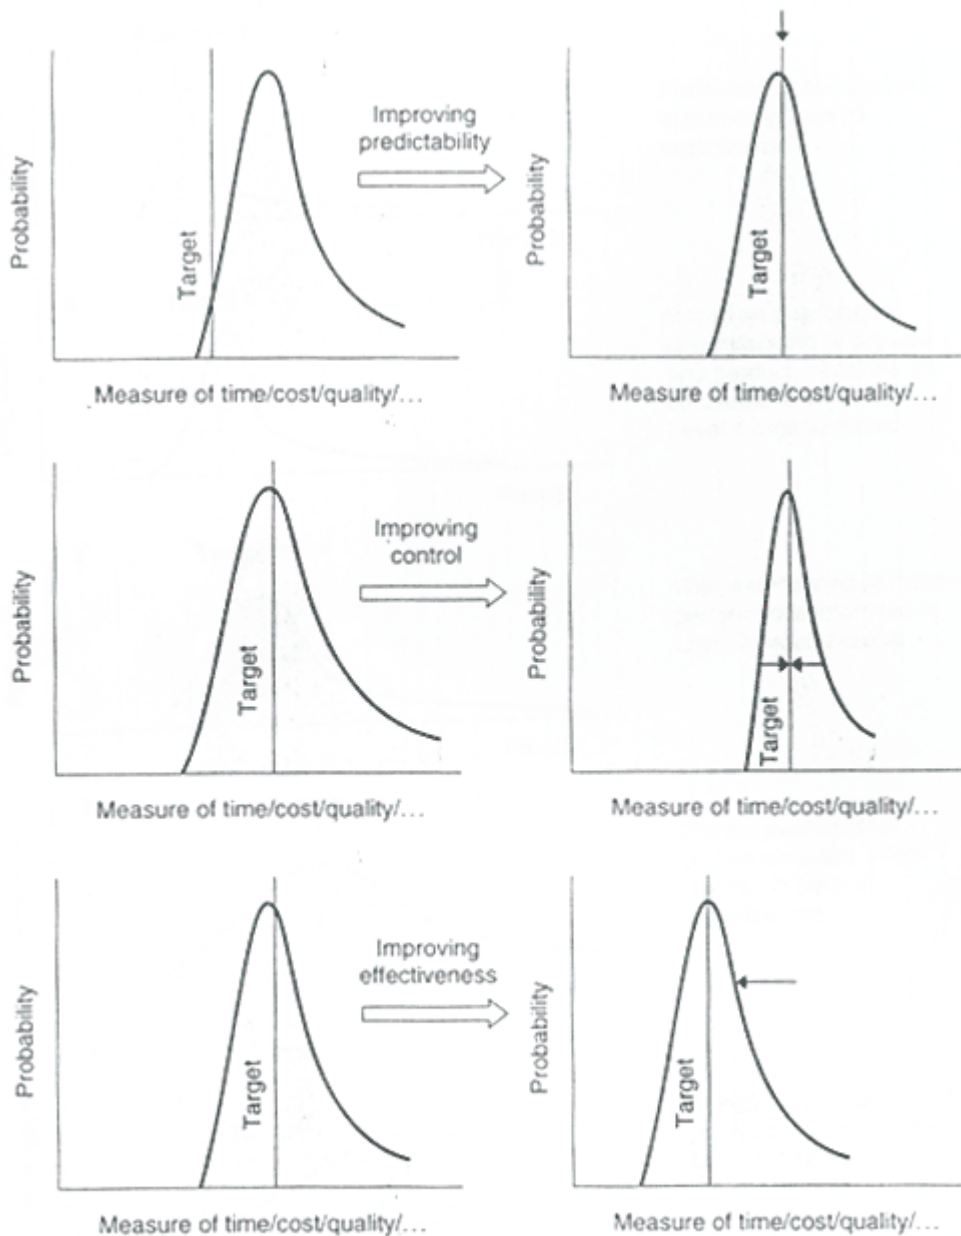 Improving
predictability
Probability
Target
Measure of time/cost/quality/...
Probability
Target
Measure of time/cost/quality/...
Improving
control
Probability
Target
Measure of time/cost/quality/...
Probability
Target
Measure of time/cost/quality/...
Improving
effectiveness
Probability
Target
Measure of time/cost/quality/...
Probability
Target
Measure of time/cost/quality/...